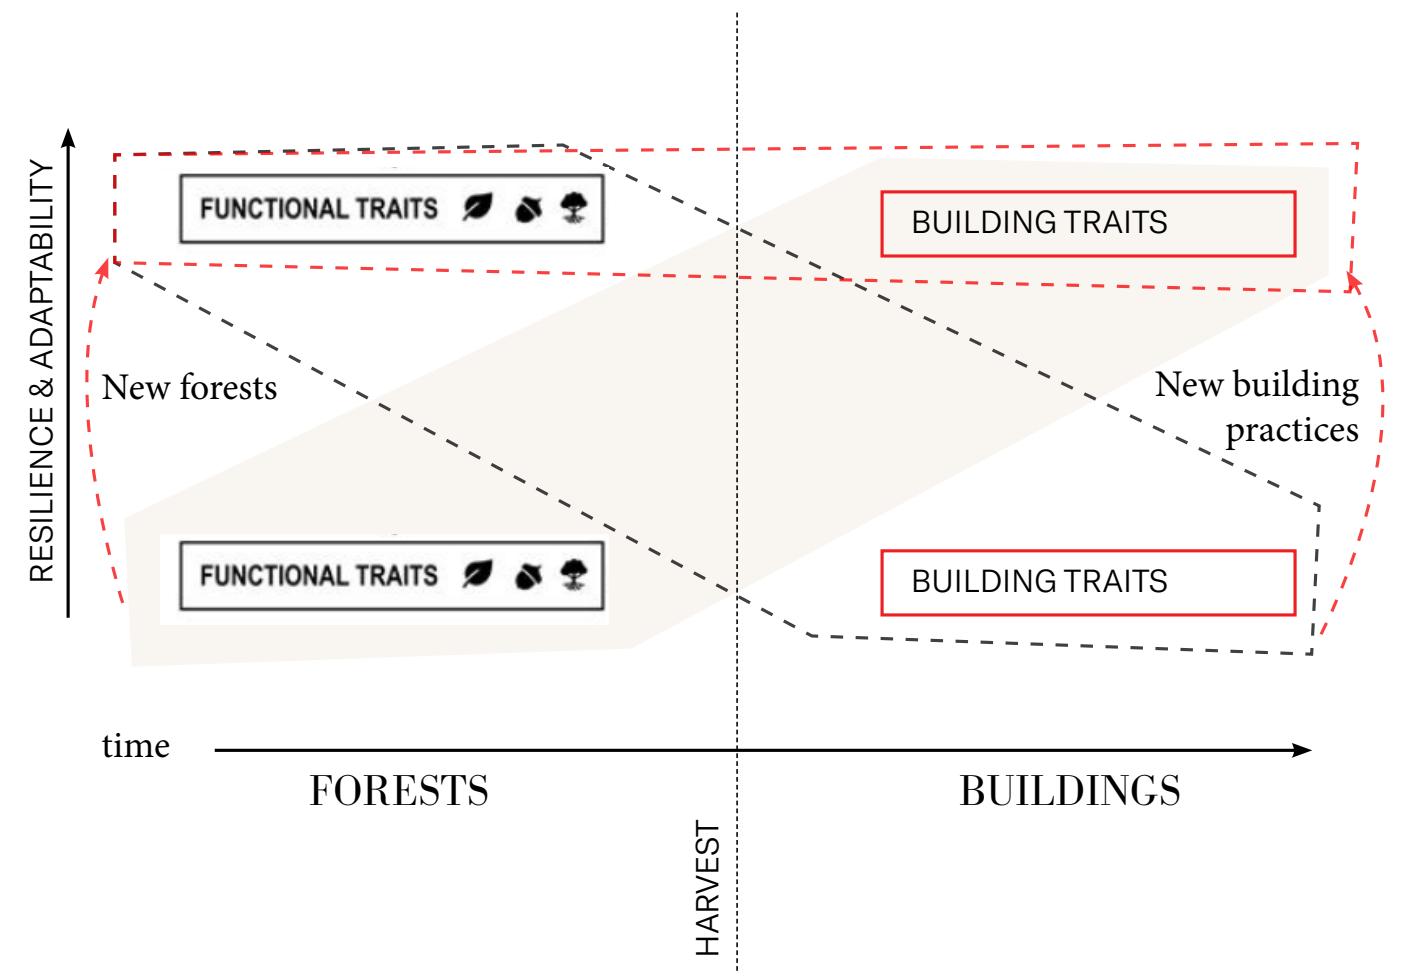 RESILIENCE & ADAPTABILITY
FUNCTIONAL TRAITS
BUILDING TRAITS
New forests
New building
practices
FUNCTIONAL TRAITS
BUILDING TRAITS
time
FORESTS
BUILDINGS
HARVEST